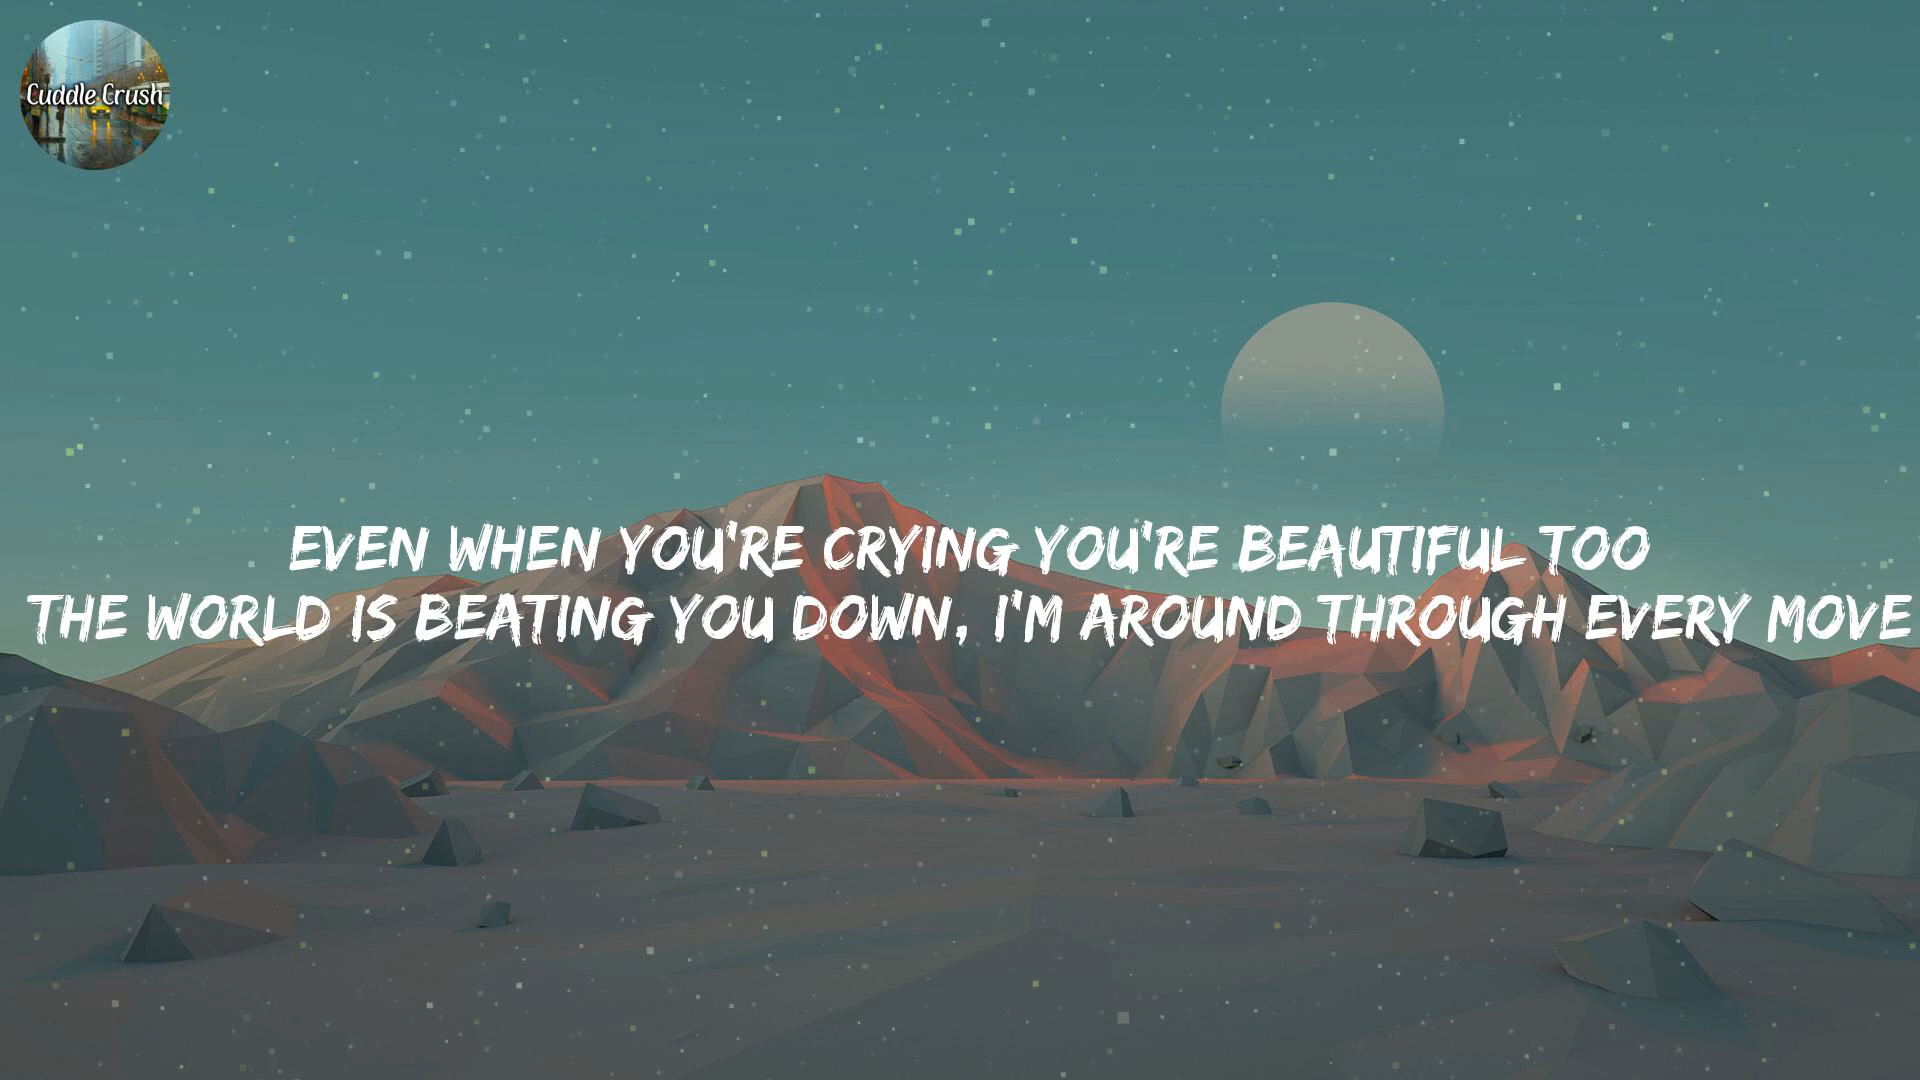 Cuddle Crush
EVEN WHEN YOU'RE CRYING YOU'RE BEAUTIFUL TOO
THE WORLD IS BEATING YOU DOWN, I'M AROUND THROUGH EVERY MOVE